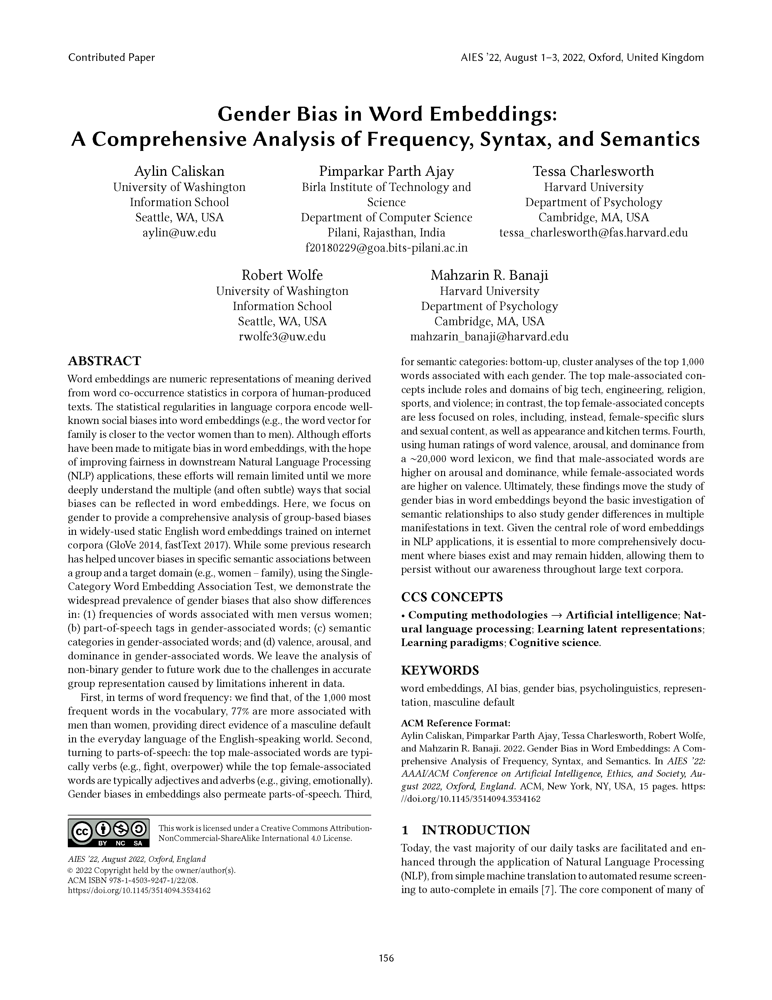 Contributed Paper
AIES ’22, August 1–3, 2022, Oxford, United Kingdom
Gender Bias in Word Embeddings:
A Comprehensive Analysis of Frequency, Syntax, and Semantics
Aylin Caliskan
University of Washington
Information School
Seattle, WA, USA
aylin@uw.edu
Pimparkar Parth Ajay
Birla Institute of Technology and
Science
Department of Computer Science
Pilani, Rajasthan, India
f20180229@goa.bits-pilani.ac.in
Tessa Charlesworth
Harvard University
Department of Psychology
Cambridge, MA, USA
tessa_charlesworth@fas.harvard.edu
Robert Wolfe
University of Washington
Information School
Seattle, WA, USA
rwolfe3@uw.edu
Mahzarin R. Banaji
Harvard University
Department of Psychology
Cambridge, MA, USA
mahzarin_banaji@harvard.edu
ABSTRACT
Word embeddings are numeric representations of meaning derived
from word co-occurrence statistics in corpora of human-produced
texts. The statistical regularities in language corpora encode well-
known social biases into word embeddings (e.g., the word vector for
family is closer to the vector women than to men). Although efforts
have been made to mitigate bias in word embeddings, with the hope
of improving fairness in downstream Natural Language Processing
(NLP) applications, these efforts will remain limited until we more
deeply understand the multiple (and often subtle) ways that social
biases can be reflected in word embeddings. Here, we focus on
gender to provide a comprehensive analysis of group-based biases
in widely-used static English word embeddings trained on internet
corpora (GloVe 2014, fastText 2017). While some previous research
has helped uncover biases in specific semantic associations between
a group and a target domain (e.g., women – family), using the Single-
Category Word Embedding Association Test, we demonstrate the
widespread prevalence of gender biases that also show differences
in: (1) frequencies of words associated with men versus women;
(b) part-of-speech tags in gender-associated words; (c) semantic
categories in gender-associated words; and (d) valence, arousal, and
dominance in gender-associated words. We leave the analysis of
non-binary gender to future work due to the challenges in accurate
group representation caused by limitations inherent in data.
First, in terms of word frequency: we find that, of the 1,000 most
frequent words in the vocabulary, 77% are more associated with
men than women, providing direct evidence of a masculine default
in the everyday language of the English-speaking world. Second,
turning to parts-of-speech: the top male-associated words are typi-
cally verbs (e.g., fight, overpower) while the top female-associated
words are typically adjectives and adverbs (e.g., giving, emotionally).
Gender biases in embeddings also permeate parts-of-speech. Third,
CC BY NC SA
This work is licensed under a Creative Commons Attribution-
NonCommercial-ShareAlike International 4.0 License.
AIES ’22, August 2022, Oxford, England
© 2022 Copyright held by the owner/author(s).
ACM ISBN 978-1-4503-9247-1/22/08.
https://doi.org/10.1145/3514094.3534162
for semantic categories: bottom-up, cluster analyses of the top 1,000
words associated with each gender. The top male-associated con-
cepts include roles and domains of big tech, engineering, religion,
sports, and violence; in contrast, the top female-associated concepts
are less focused on roles, including, instead, female-specific slurs
and sexual content, as well as appearance and kitchen terms. Fourth,
using human ratings of word valence, arousal, and dominance from
a ~20,000 word lexicon, we find that male-associated words are
higher on arousal and dominance, while female-associated words
are higher on valence. Ultimately, these findings move the study of
gender bias in word embeddings beyond the basic investigation of
semantic relationships to also study gender differences in multiple
manifestations in text. Given the central role of word embeddings
in NLP applications, it is essential to more comprehensively docu-
ment where biases exist and may remain hidden, allowing them to
persist without our awareness throughout large text corpora.
CCS CONCEPTS
• Computing methodologies → Artificial intelligence; Nat-
ural language processing; Learning latent representations;
Learning paradigms; Cognitive science.
KEYWORDS
word embeddings, AI bias, gender bias, psycholinguistics, represen-
tation, masculine default
ACM Reference Format:
Aylin Caliskan, Pimparkar Parth Ajay, Tessa Charlesworth, Robert Wolfe,
and Mahzarin R. Banaji. 2022. Gender Bias in Word Embeddings: A Com-
prehensive Analysis of Frequency, Syntax, and Semantics. In AIES ’22:
AAAI/ACM Conference on Artificial Intelligence, Ethics, and Society, Au-
gust 2022, Oxford, England. ACM, New York, NY, USA, 15 pages. https:
//doi.org/10.1145/3514094.3534162
1 INTRODUCTION
Today, the vast majority of our daily tasks are facilitated and en-
hanced through the application of Natural Language Processing
(NLP), from simple machine translation to automated resume screen-
ing to auto-complete in emails [7]. The core component of many of
156